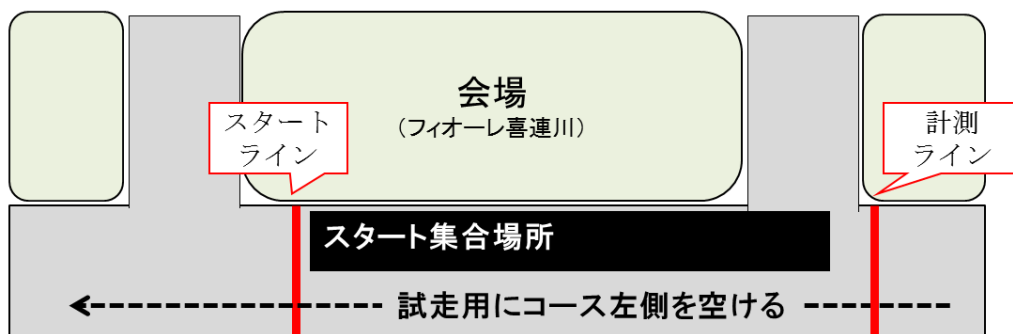 会場
(フィオーレ喜連川)
スタート
ライン
計測
ライン
スタート集合場所
試走用にコース左側を空ける